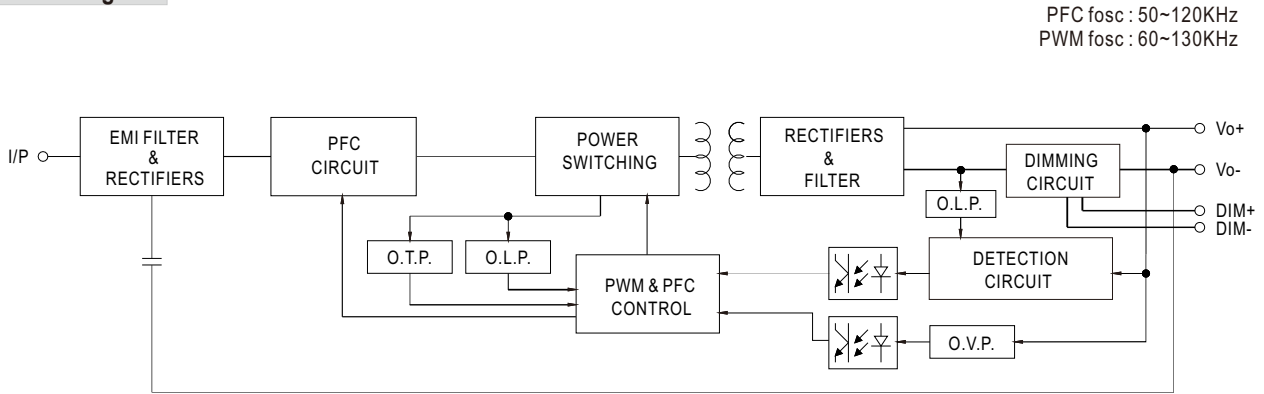 PFC fosc : 50~120KHz
PWM fosc : 60~130KHz
EMI FILTER
&
RECTIFIERS
PFC
CIRCUIT
POWER
SWITCHING
RECTIFIERS
&
FILTER
DIMMING
CIRCUIT
I/P
Vo+
Vo-
DIM+
DIM-
O.L.P.
O.T.P.
O.L.P.
PWM & PFC
CONTROL
DETECTION
CIRCUIT
O.V.P.